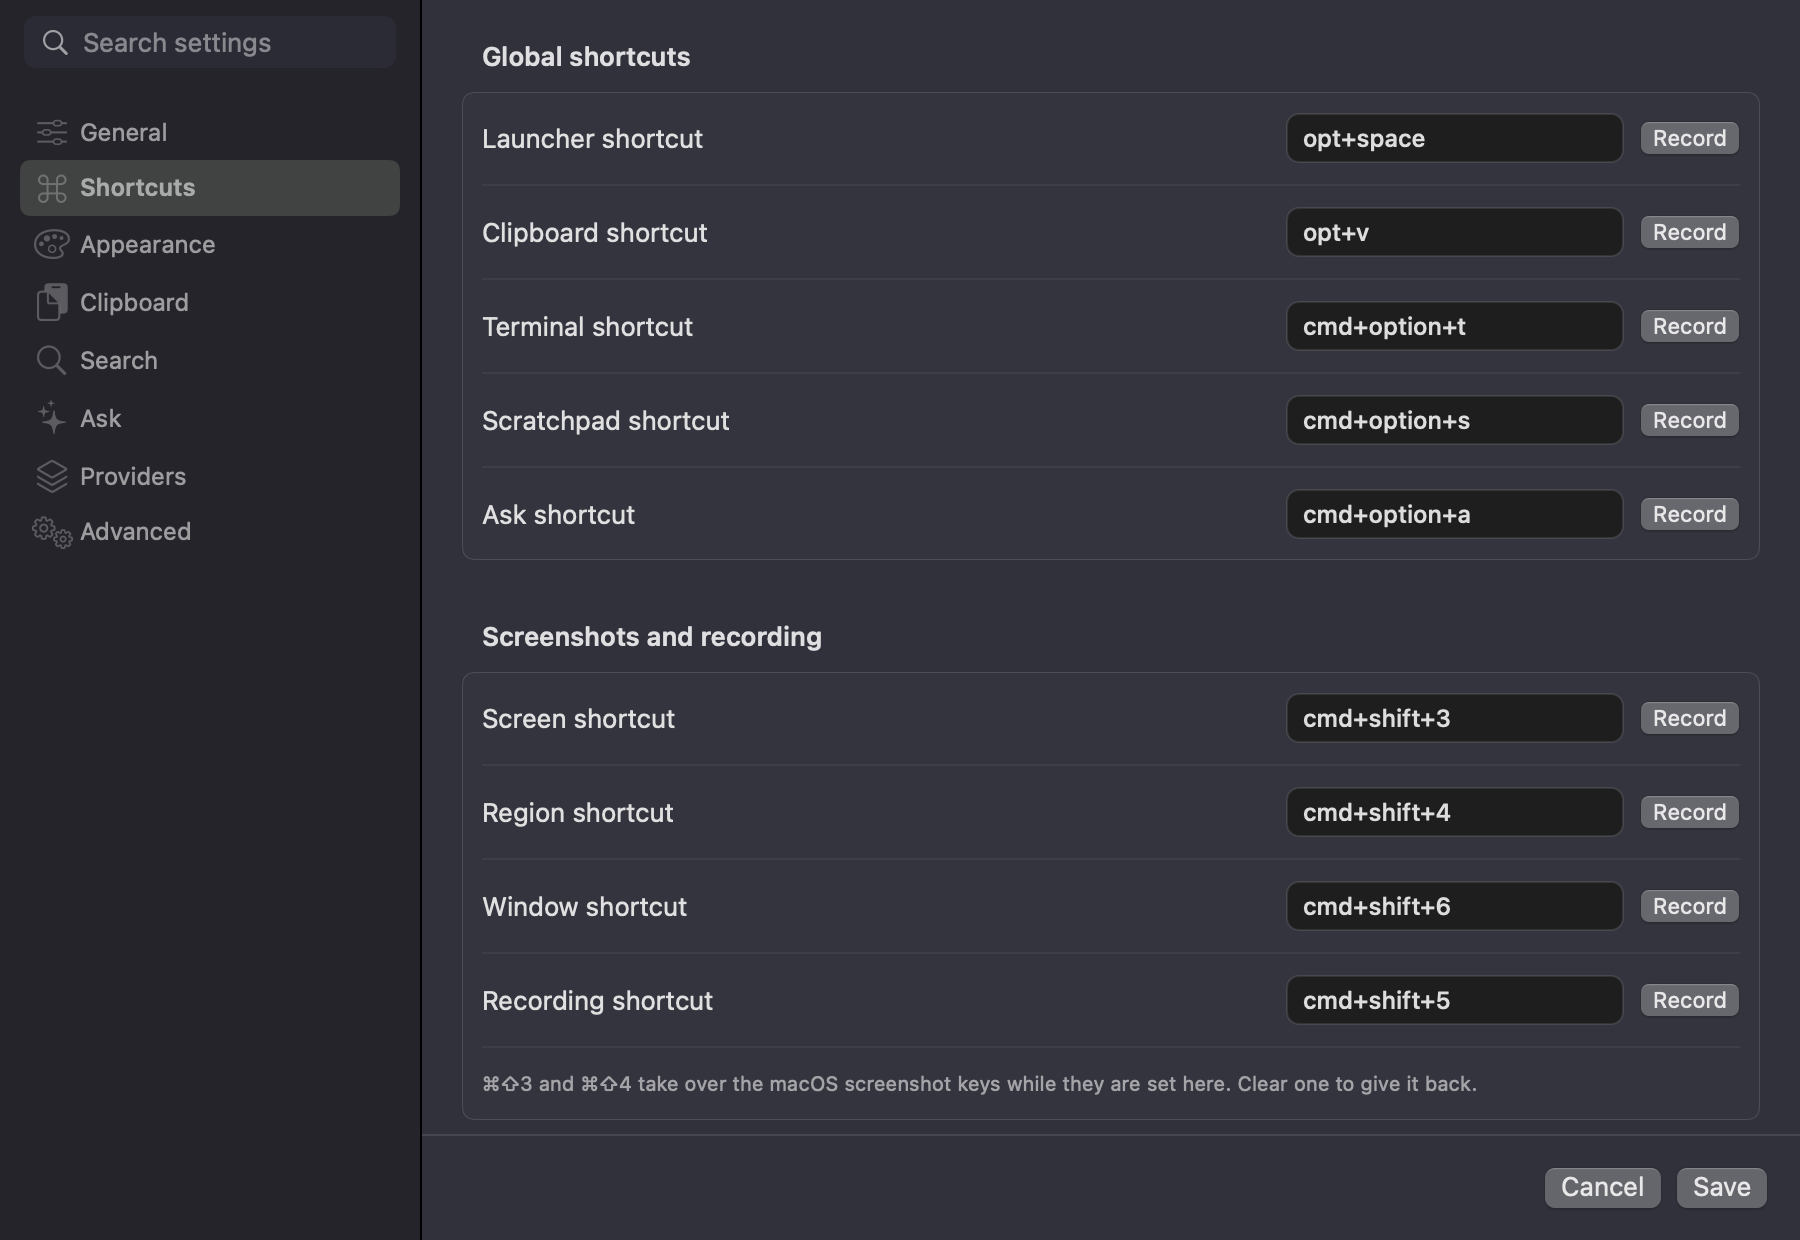 Search settings
General
Shortcuts
Appearance
Clipboard
Search
Ask
Providers
Advanced
Global shortcuts
Launcher shortcut opt+space Record
Clipboard shortcut opt+v Record
Terminal shortcut cmd+option+t Record
Scratchpad shortcut cmd+option+s Record
Ask shortcut cmd+option+a Record
Screenshots and recording
Screen shortcut cmd+shift+3 Record
Region shortcut cmd+shift+4 Record
Window shortcut cmd+shift+6 Record
Recording shortcut cmd+shift+5 Record
⌘⇧3 and ⌘⇧4 take over the macOS screenshot keys while they are set here. Clear one to give it back.
Cancel Save